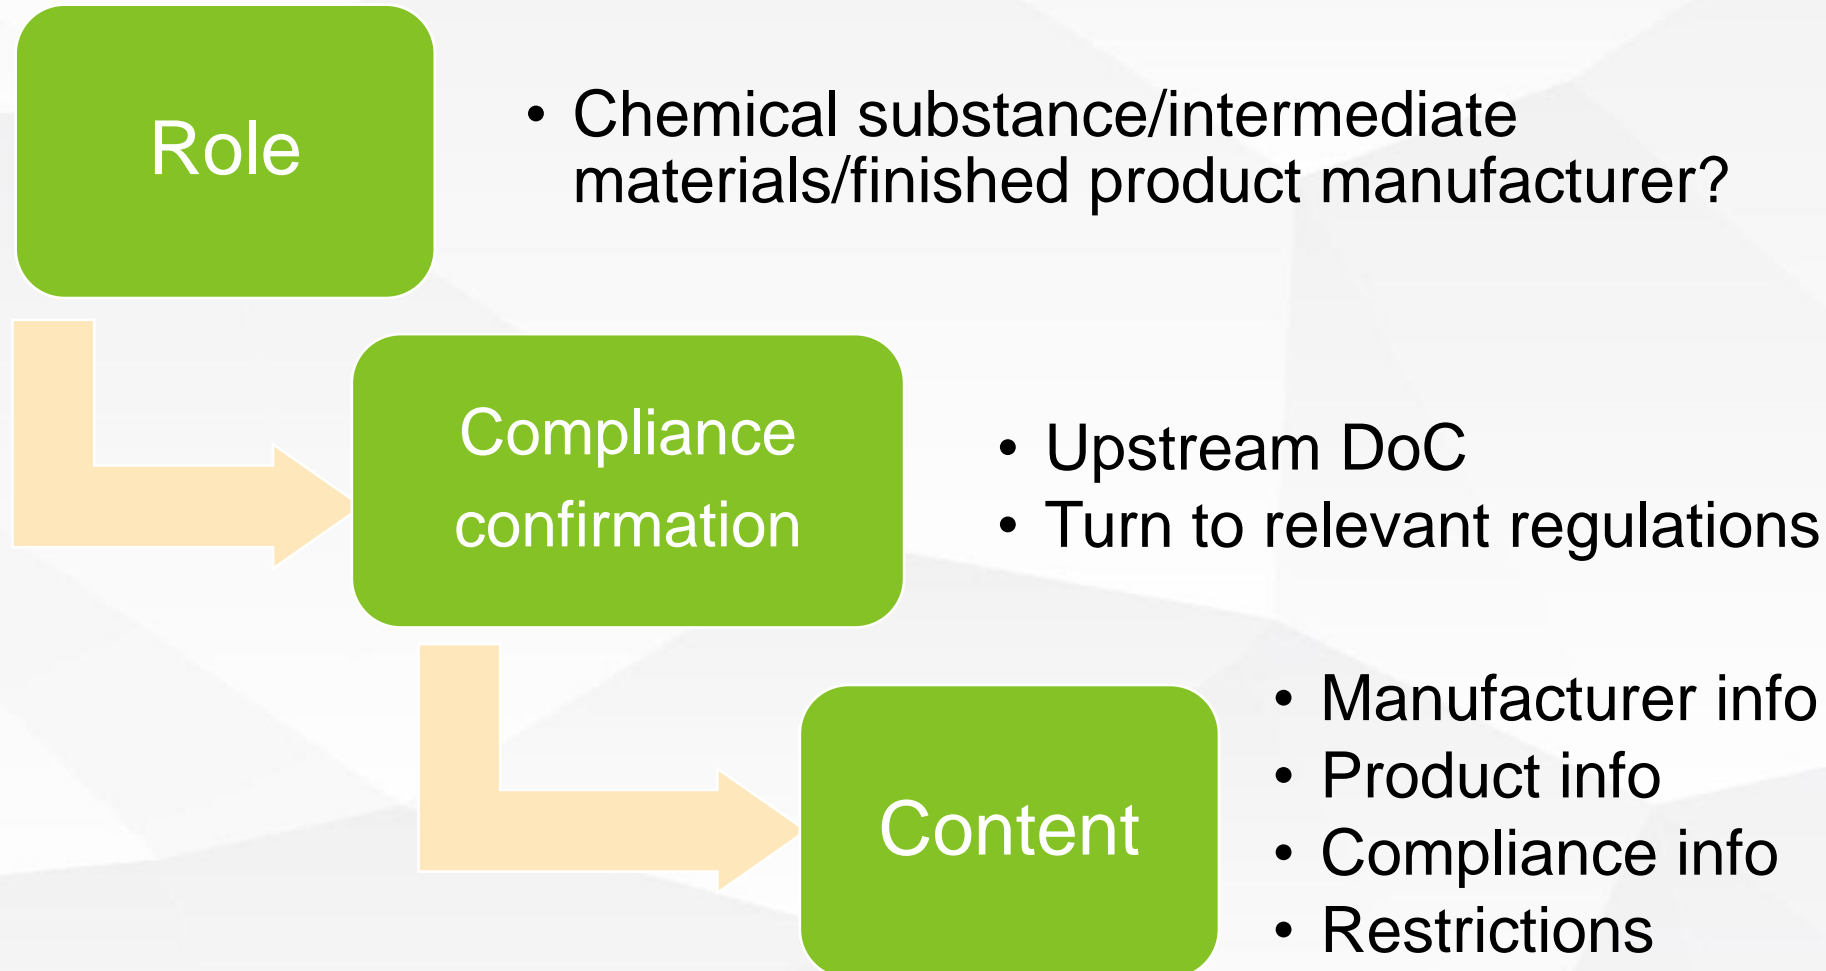 Role
• Chemical substance/intermediate
materials/finished product manufacturer?
Compliance
confirmation
• Upstream DoC
• Turn to relevant regulations
Content
• Manufacturer info
• Product info
• Compliance info
• Restrictions